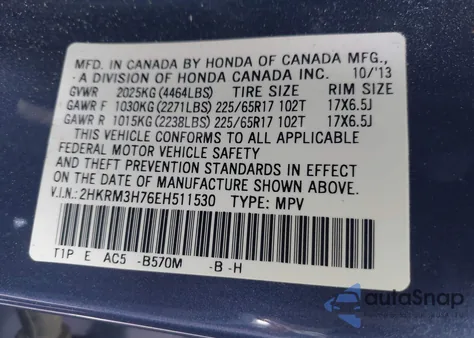 MFD. IN CANADA BY HONDA OF CANADA MFG.,
A DIVISION OF HONDA CANADA INC. 10/'13
GVWR 2025KG (4464LBS) TIRE SIZE RIM SIZE
GAWR F 1030KG (2271LBS) 225/65R17 102T 17X6.5J
GAWR R 1015KG (2238LBS) 225/65R17 102T 17X6.5J
THIS VEHICLE CONFORMS TO ALL APPLICABLE
FEDERAL MOTOR VEHICLE SAFETY
AND THEFT PREVENTION STANDARDS IN EFFECT
ON THE DATE OF MANUFACTURE SHOWN ABOVE.
V.I.N.: 2HKRM3H76EH511530 TYPE: MPV
T1P E AC5 -B570M -B -H
autoSnap